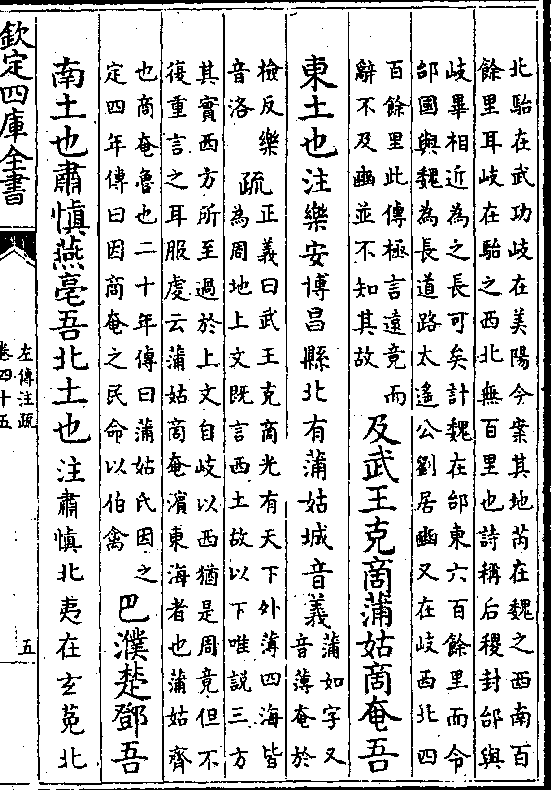 北駘在武功岐在美陽今案其地芮在魏之西南百
餘里耳岐在駘之西北無百里也詩稱后稷封邰與
岐畢相近為之長可矣計魏在邰東六百餘里而令
邰國與魏為長道路太遙公劉居豳又在岐西北四
百餘里此傳極言遠竟而
辭不及豳並不知其故
及武王克商蒲姑商奄吾
東土也注樂安博昌縣北有蒲姑城音義
蒲如字又
音薄奄於
檢反樂
音洛
疏
正義曰武王克商光有天下外薄四海皆
為周地上文既言西土故以下唯説三方
其實西方所至過於上文自岐以西猶是周竟但不
復重言之耳服虔云蒲姑商奄濱東海者也蒲姑齊
也商奄魯也二十年傳曰蒲姑氏因之
定四年傳曰因商奄之民命以伯禽
巴濮楚鄧吾
南土也肅慎燕亳吾北土也注肅慎北夷在玄菟北
欽定四庫全書
左傳注疏
卷四十五
五